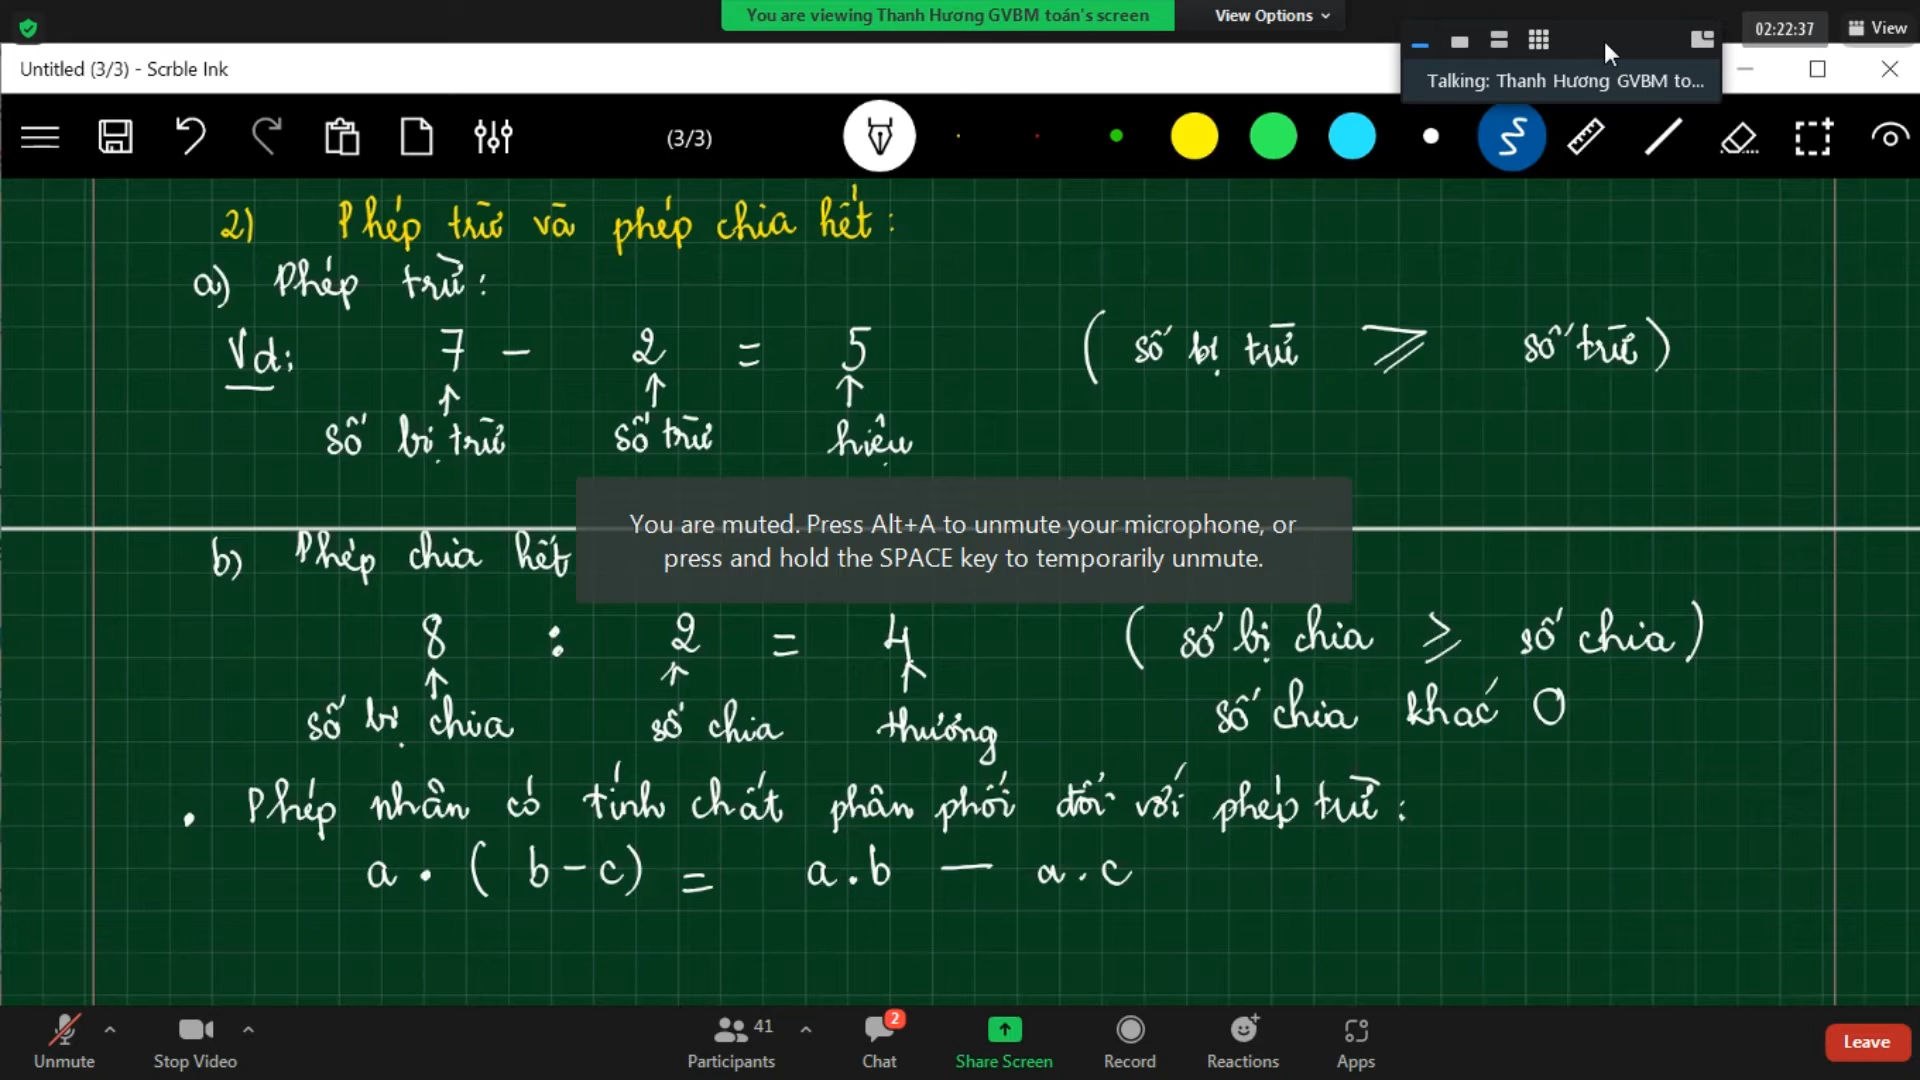 You are viewing Thanh Hương GVBM toán's screen
View Options
02:22:37
View
Untitled (3/3) - Scrble Ink
Talking: Thanh Hương GVBM to...
(3/3)
2) Phép trừ và phép chia hết :
a) Phép trừ :
Vd: 7 - 2 = 5 ( số bị trừ ⩾ số trừ )
số bị trừ số trừ hiệu
You are muted. Press Alt+A to unmute your microphone, or
press and hold the SPACE key to temporarily unmute.
b) Phép chia hết
8 : 2 = 4 ( số bị chia ⩾ số chia )
số bị chia số chia thương số chia khác 0
. Phép nhân có tính chất phân phối đối với phép trừ :
a . ( b - c ) = a . b — a . c
Unmute
Stop Video
41
Participants
2
Chat
Share Screen
Record
Reactions
Apps
Leave